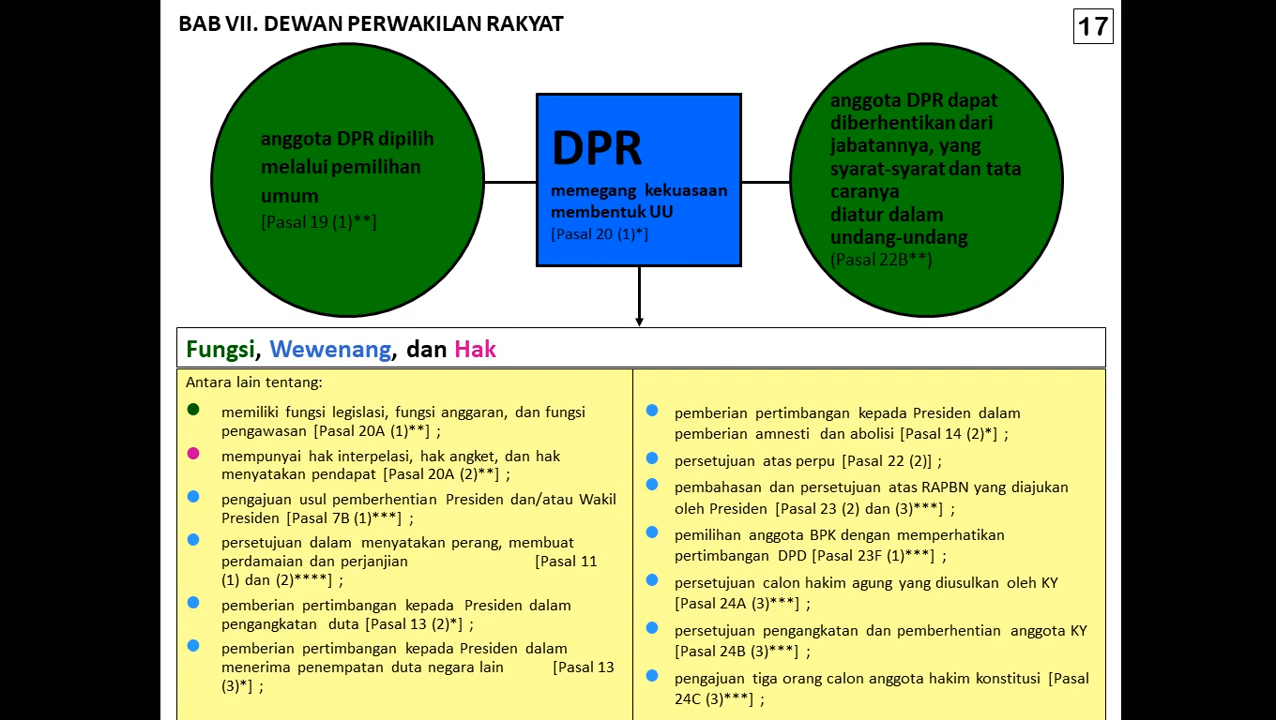 BAB VII. DEWAN PERWAKILAN RAKYAT
17
anggota DPR dipilih
melalui pemilihan
umum
[Pasal 19 (1)**]
DPR
memegang kekuasaan
membentuk UU
[Pasal 20 (1)*]
anggota DPR dapat
diberhentikan dari
jabatannya, yang
syarat-syarat dan tata
caranya
diatur dalam
undang-undang
(Pasal 22B**)
Fungsi, Wewenang, dan Hak
Antara lain tentang:
memiliki fungsi legislasi, fungsi anggaran, dan fungsi
pengawasan [Pasal 20A (1)**] ;
mempunyai hak interpelasi, hak angket, dan hak
menyatakan pendapat [Pasal 20A (2)**] ;
pengajuan usul pemberhentian Presiden dan/atau Wakil
Presiden [Pasal 7B (1)***] ;
persetujuan dalam menyatakan perang, membuat
perdamaian dan perjanjian [Pasal 11
(1) dan (2)****] ;
pemberian pertimbangan kepada Presiden dalam
pengangkatan duta [Pasal 13 (2)*] ;
pemberian pertimbangan kepada Presiden dalam
menerima penempatan duta negara lain [Pasal 13
(3)*] ;
pemberian pertimbangan kepada Presiden dalam
pemberian amnesti dan abolisi [Pasal 14 (2)*] ;
persetujuan atas perpu [Pasal 22 (2)] ;
pembahasan dan persetujuan atas RAPBN yang diajukan
oleh Presiden [Pasal 23 (2) dan (3)***] ;
pemilihan anggota BPK dengan memperhatikan
pertimbangan DPD [Pasal 23F (1)***] ;
persetujuan calon hakim agung yang diusulkan oleh KY
[Pasal 24A (3)***] ;
persetujuan pengangkatan dan pemberhentian anggota KY
[Pasal 24B (3)***] ;
pengajuan tiga orang calon anggota hakim konstitusi [Pasal
24C (3)***] ;